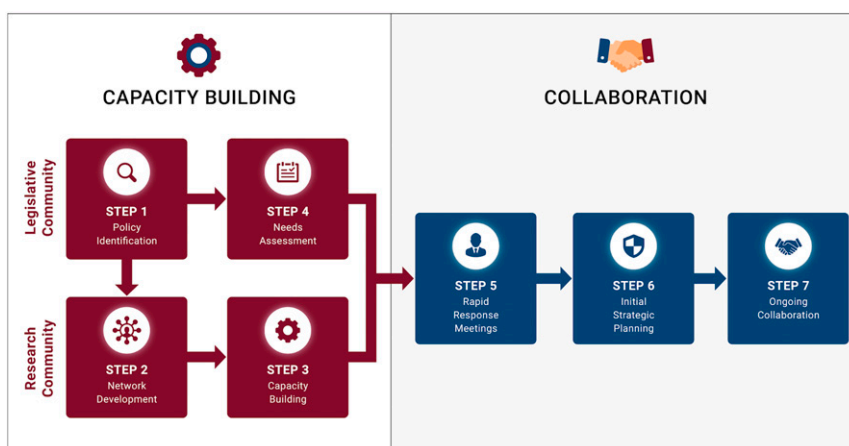 CAPACITY BUILDING
COLLABORATION
Legislative
Community
STEP 1
Policy
Identification
STEP 4
Needs
Assessment
Research
Community
STEP 2
Network
Development
STEP 3
Capacity
Building
STEP 5
Rapid
Response
Meetings
STEP 6
Initial
Strategic
Planning
STEP 7
Ongoing
Collaboration